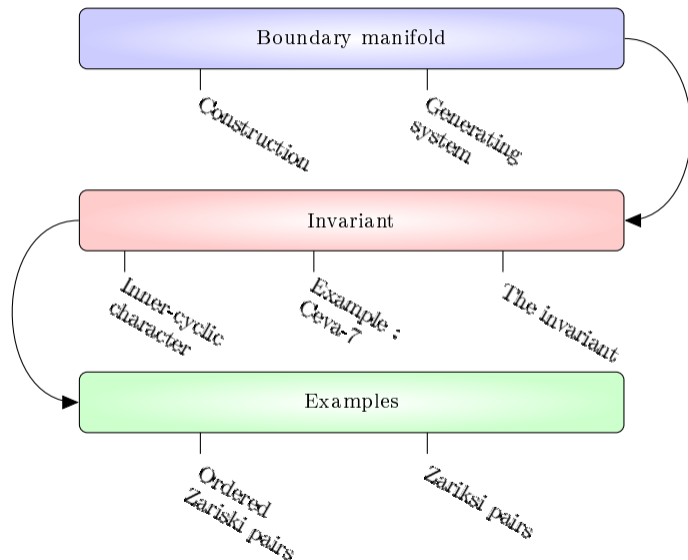 Boundary manifold
Construction
Generating
system
Invariant
Inner-cyclic
character
Example :
Ceva-7
The invariant
Examples
Ordered
Zariski pairs
Zariksi pairs